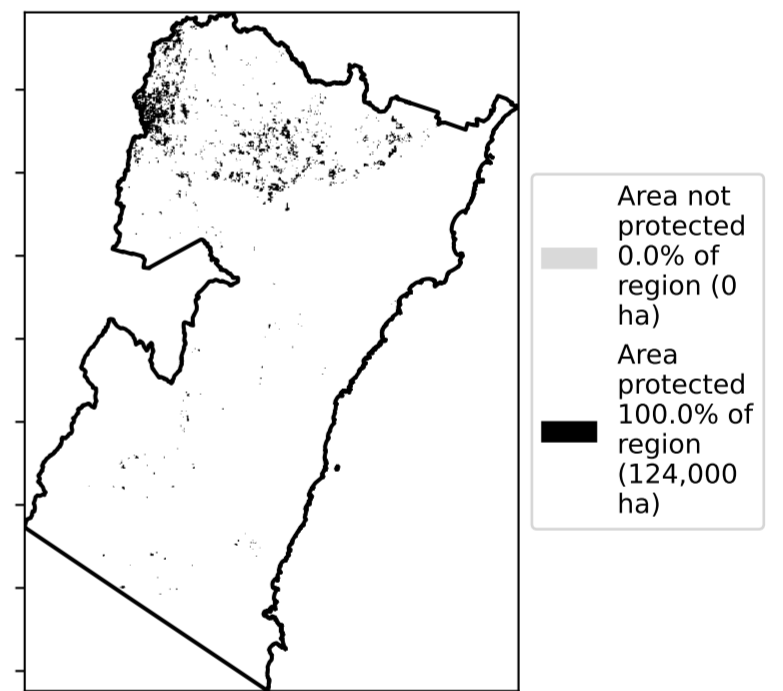 Area not
protected
0.0% of
region (0
ha)
Area
protected
100.0% of
region
(124,000
ha)